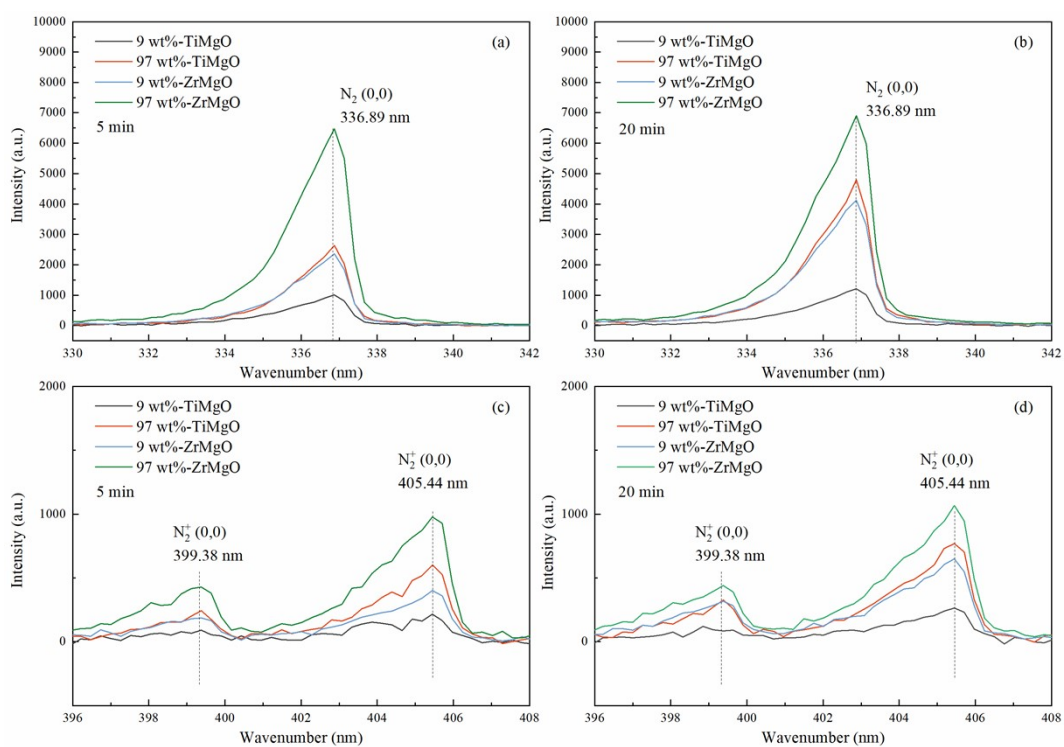 10000
9000
8000
7000
6000
5000
4000
3000
2000
1000
0
Intensity (a.u.)
9 wt%-TiMgO
97 wt%-TiMgO
9 wt%-ZrMgO
97 wt%-ZrMgO
5 min
(a)
N₂ (0,0)
336.89 nm
330 332 334 336 338 340 342
Wavenumber (nm)
10000
9000
8000
7000
6000
5000
4000
3000
2000
1000
0
Intensity (a.u.)
9 wt%-TiMgO
97 wt%-TiMgO
9 wt%-ZrMgO
97 wt%-ZrMgO
20 min
(b)
N₂ (0,0)
336.89 nm
330 332 334 336 338 340 342
Wavenumber (nm)
2000
1000
0
Intensity (a.u.)
9 wt%-TiMgO
97 wt%-TiMgO
9 wt%-ZrMgO
97 wt%-ZrMgO
5 min
(c)
N₂⁺ (0,0)
399.38 nm
N₂⁺ (0,0)
405.44 nm
396 398 400 402 404 406 408
Wavenumber (nm)
2000
1000
0
Intensity (a.u.)
9 wt%-TiMgO
97 wt%-TiMgO
9 wt%-ZrMgO
97 wt%-ZrMgO
20 min
(d)
N₂⁺ (0,0)
399.38 nm
N₂⁺ (0,0)
405.44 nm
396 398 400 402 404 406 408
Wavenumber (nm)